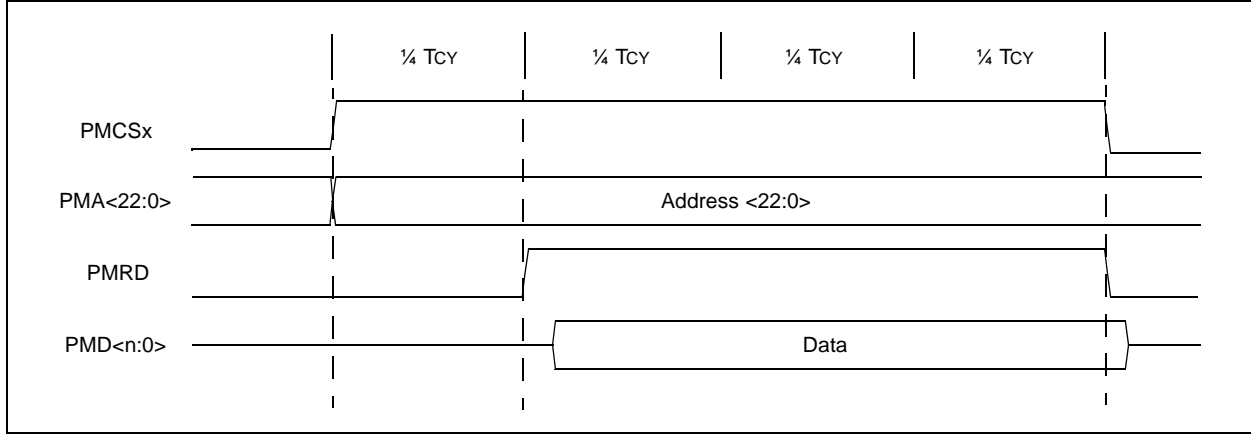 ¼ TCY ¼ TCY ¼ TCY ¼ TCY
PMCSx
PMA<22:0> Address <22:0>
PMRD
PMD<n:0> Data